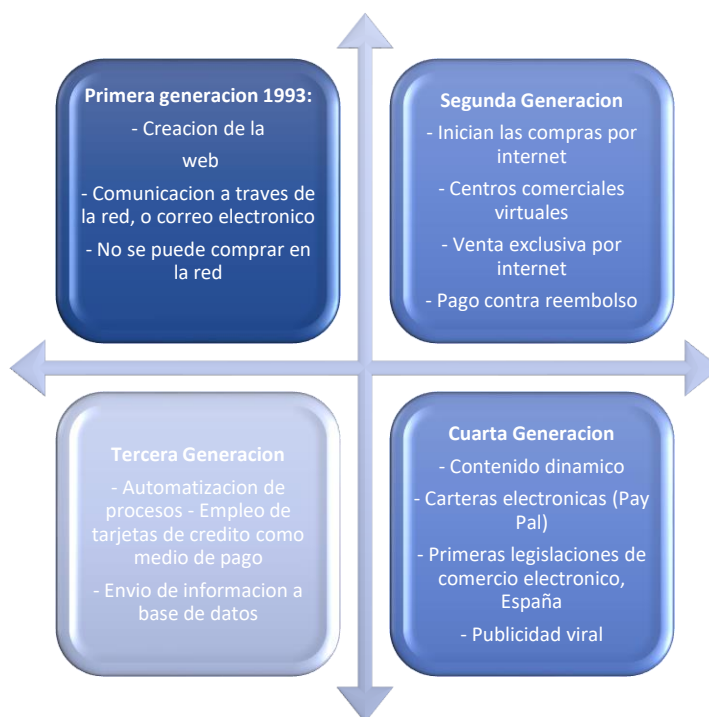 Primera generacion 1993:
- Creacion de la
web
- Comunicacion a traves de
la red, o correo electronico
- No se puede comprar en
la red
Segunda Generacion
- Inician las compras por
internet
- Centros comerciales
virtuales
- Venta exclusiva por
internet
- Pago contra reembolso
Tercera Generacion
- Automatizacion de
procesos - Empleo de
tarjetas de credito como
medio de pago
- Envio de informacion a
base de datos
Cuarta Generacion
- Contenido dinamico
- Carteras electronicas (Pay
Pal)
- Primeras legislaciones de
comercio electronico,
España
- Publicidad viral